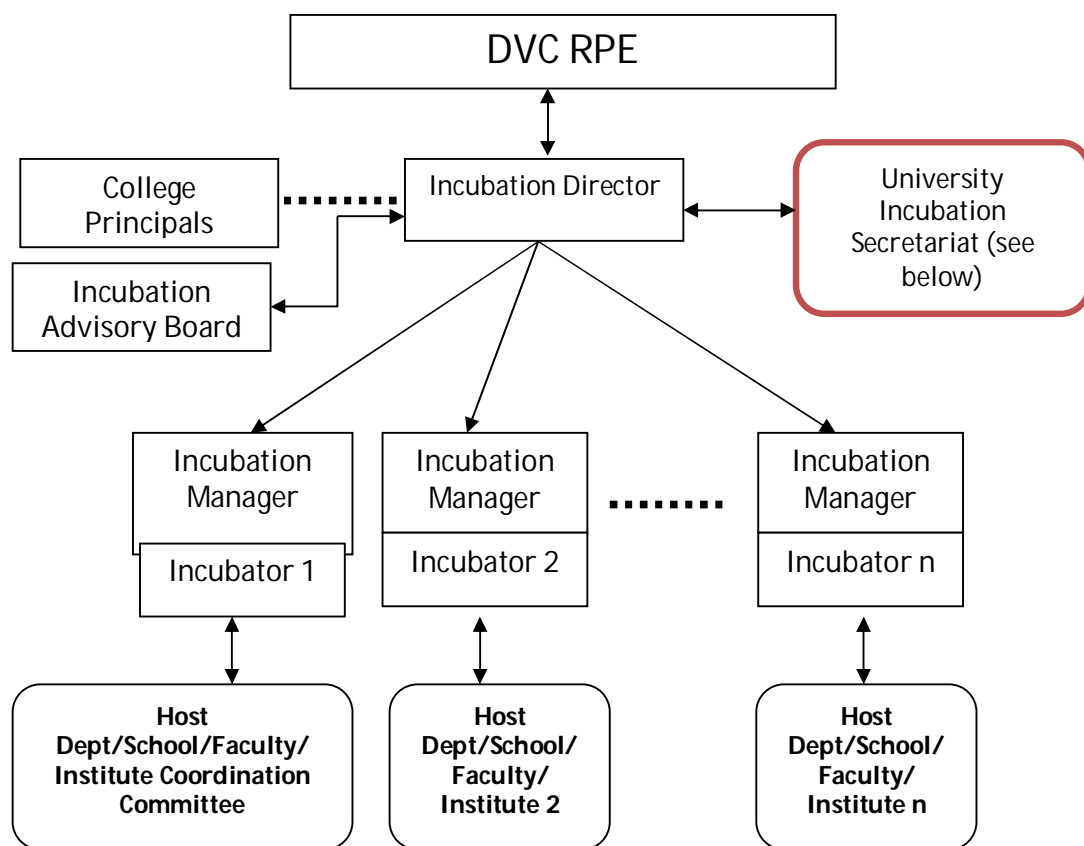 DVC RPE
College
Principals
Incubation Director
University
Incubation
Secretariat (see
below)
Incubation
Advisory Board
Incubation
Manager
Incubator 1
Incubation
Manager
Incubator 2
Incubation
Manager
Incubator n
Host
Dept/School/Faculty/
Institute Coordination
Committee
Host
Dept/School/
Faculty/
Institute 2
Host
Dept/School/
Faculty/
Institute n